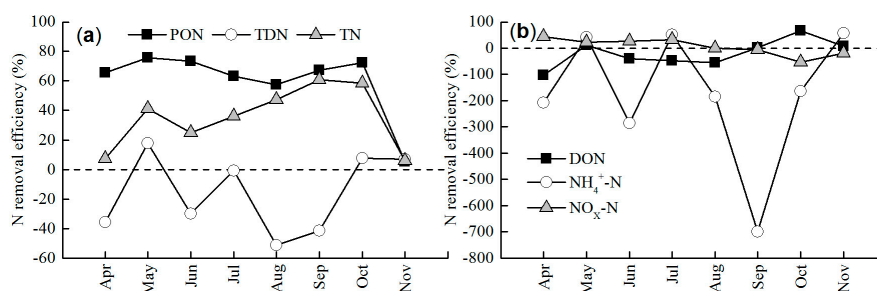 (a)
PON
TDN
TN
N removal efficiency (%)
100
80
60
40
20
0
-20
-40
-60
Apr
May
Jun
Jul
Aug
Sep
Oct
Nov
(b)
N removal efficiency (%)
100
0
-100
-200
-300
-400
-500
-600
-700
-800
DON
NH₄⁺-N
NOₓ-N
Apr
May
Jun
Jul
Aug
Sep
Oct
Nov